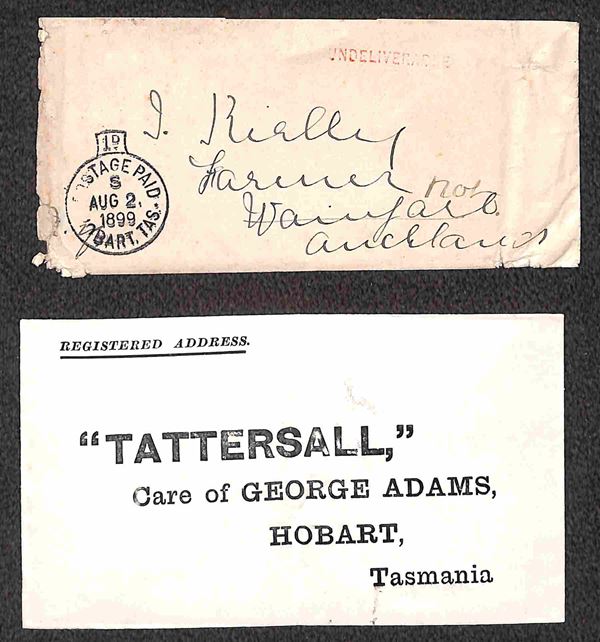 UNDELIVERABLE
J. Rielly
Farmer
not
Auckland
1D
POSTAGE PAID
S
AUG 2.
1899
HOBART. TAS.
REGISTERED ADDRESS.
"TATTERSALL,"
Care of GEORGE ADAMS,
HOBART,
Tasmania